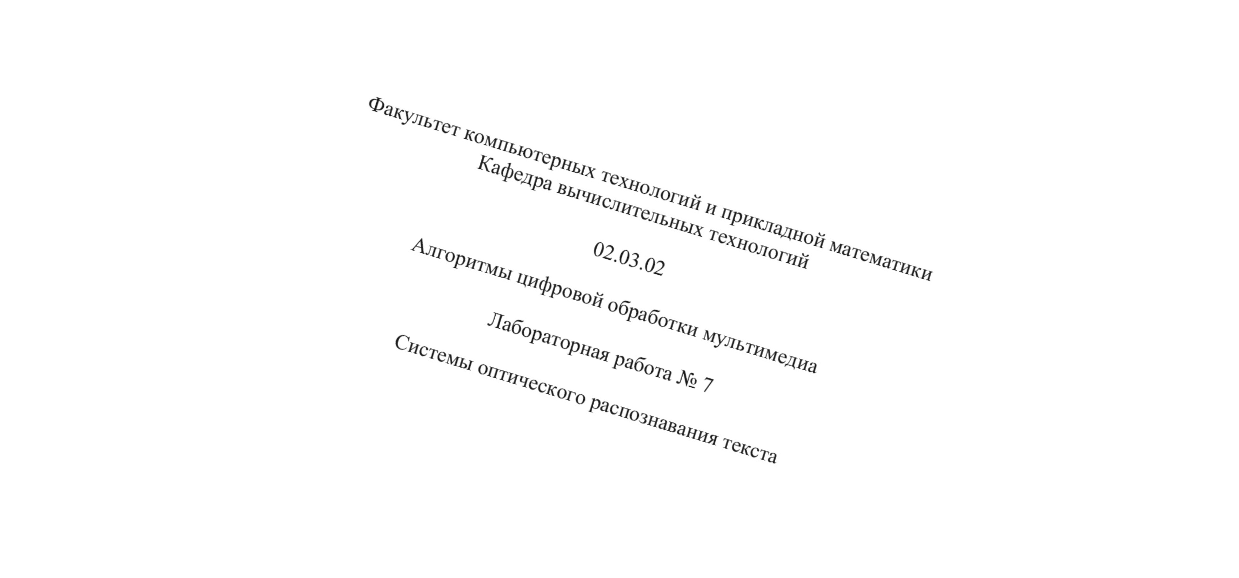 Факультет компьютерных технологий и прикладной математики
Кафедра вычислительных технологий
02.03.02
Алгоритмы цифровой обработки мультимедиа
Лабораторная работа № 7
Системы оптического распознавания текста